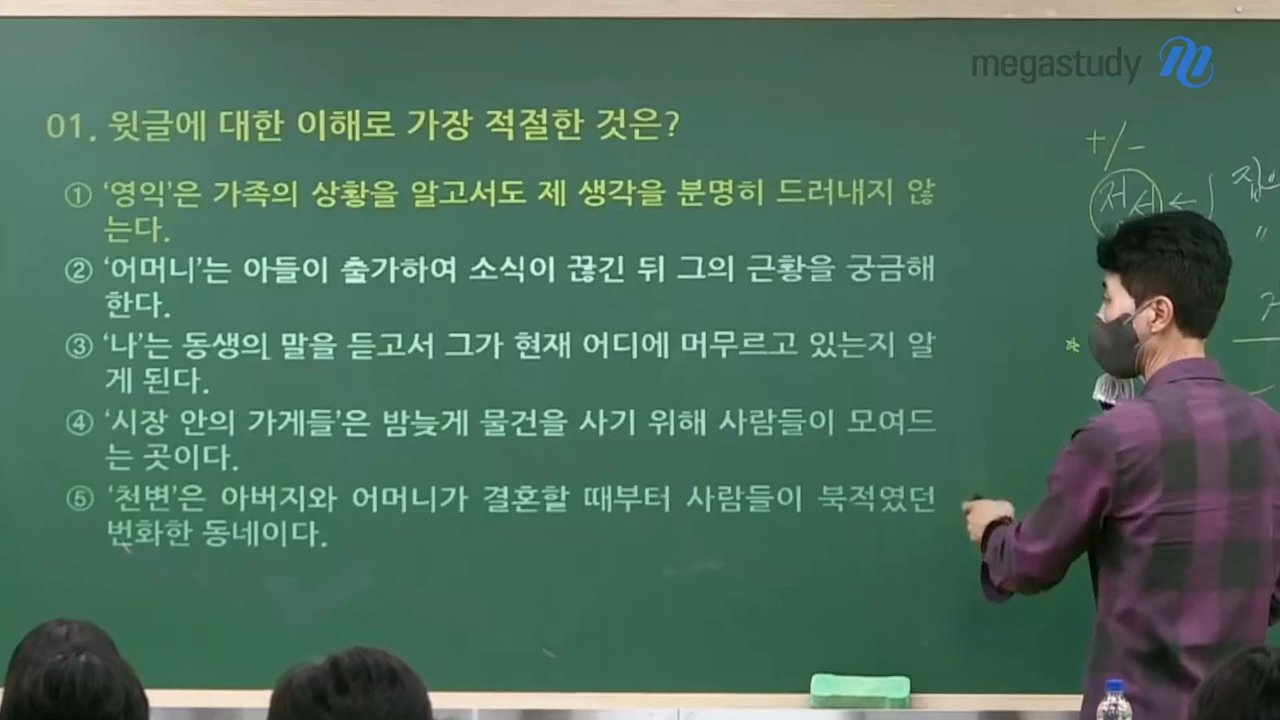 megastudy
01. 윗글에 대한 이해로 가장 적절한 것은?
① ‘영익’은 가족의 상황을 알고서도 제 생각을 분명히 드러내지 않
는다.
② ‘어머니’는 아들이 출가하여 소식이 끊긴 뒤 그의 근황을 궁금해
한다.
③ ‘나’는 동생의 말을 듣고서 그가 현재 어디에 머무르고 있는지 알
게 된다.
④ ‘시장 안의 가게들’은 밤늦게 물건을 사기 위해 사람들이 모여드
는 곳이다.
⑤ ‘천변’은 아버지와 어머니가 결혼할 때부터 사람들이 북적였던
번화한 동네이다.
+/-
전세 ←